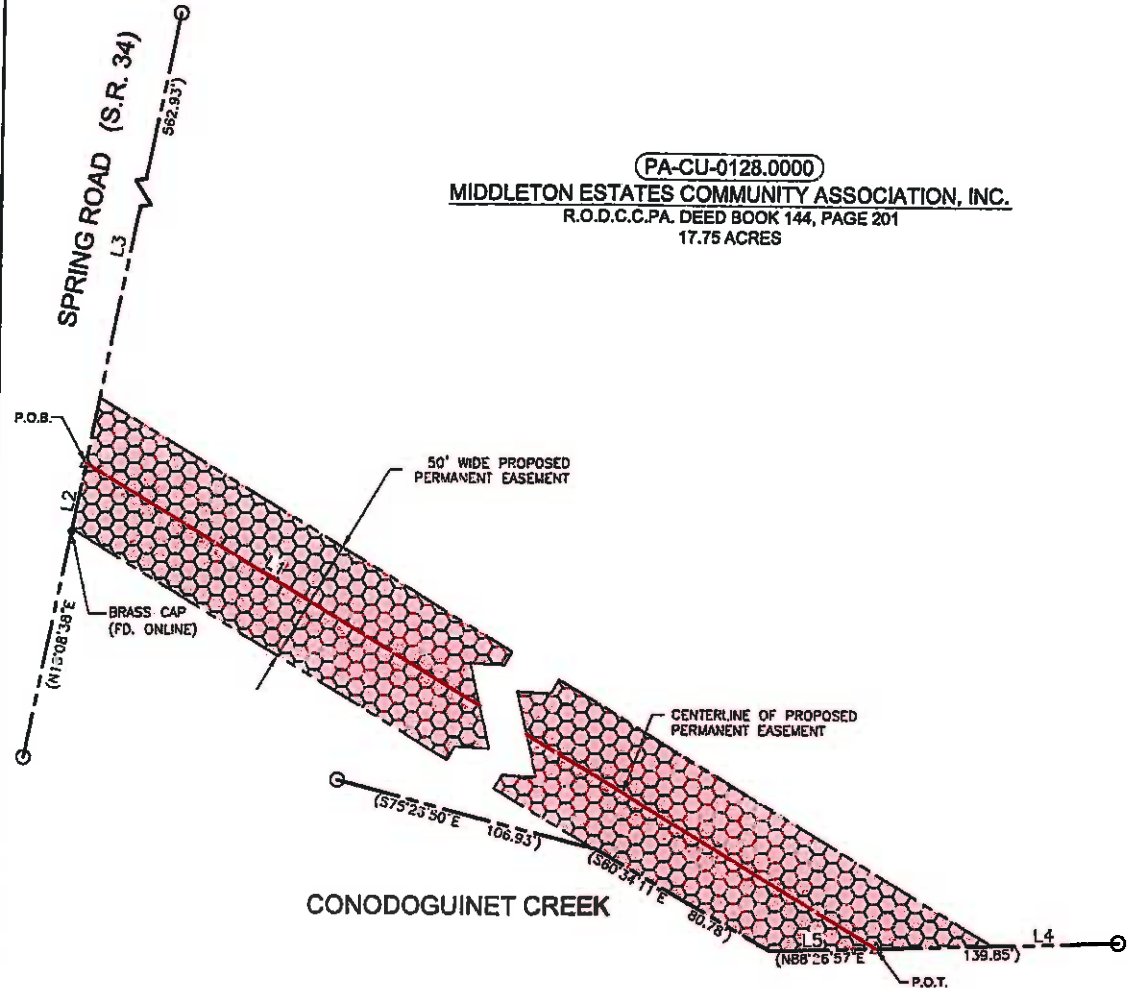 SPRING ROAD (S.R. 34)
562.93')
L3
PA-CU-0128.0000
MIDDLETON ESTATES COMMUNITY ASSOCIATION, INC.
R.O.D.C.C.PA. DEED BOOK 144, PAGE 201
17.75 ACRES
P.O.B.
L2
50' WIDE PROPOSED
PERMANENT EASEMENT
L1
BRASS CAP
(FD. ONLINE)
(N13°08'38"E
CENTERLINE OF PROPOSED
PERMANENT EASEMENT
(S75°23'50"E 106.93')
(S60°34'11"E 80.78')
CONODOGUINET CREEK
L5
L4
(N88°26'57"E 139.85')
P.O.T.